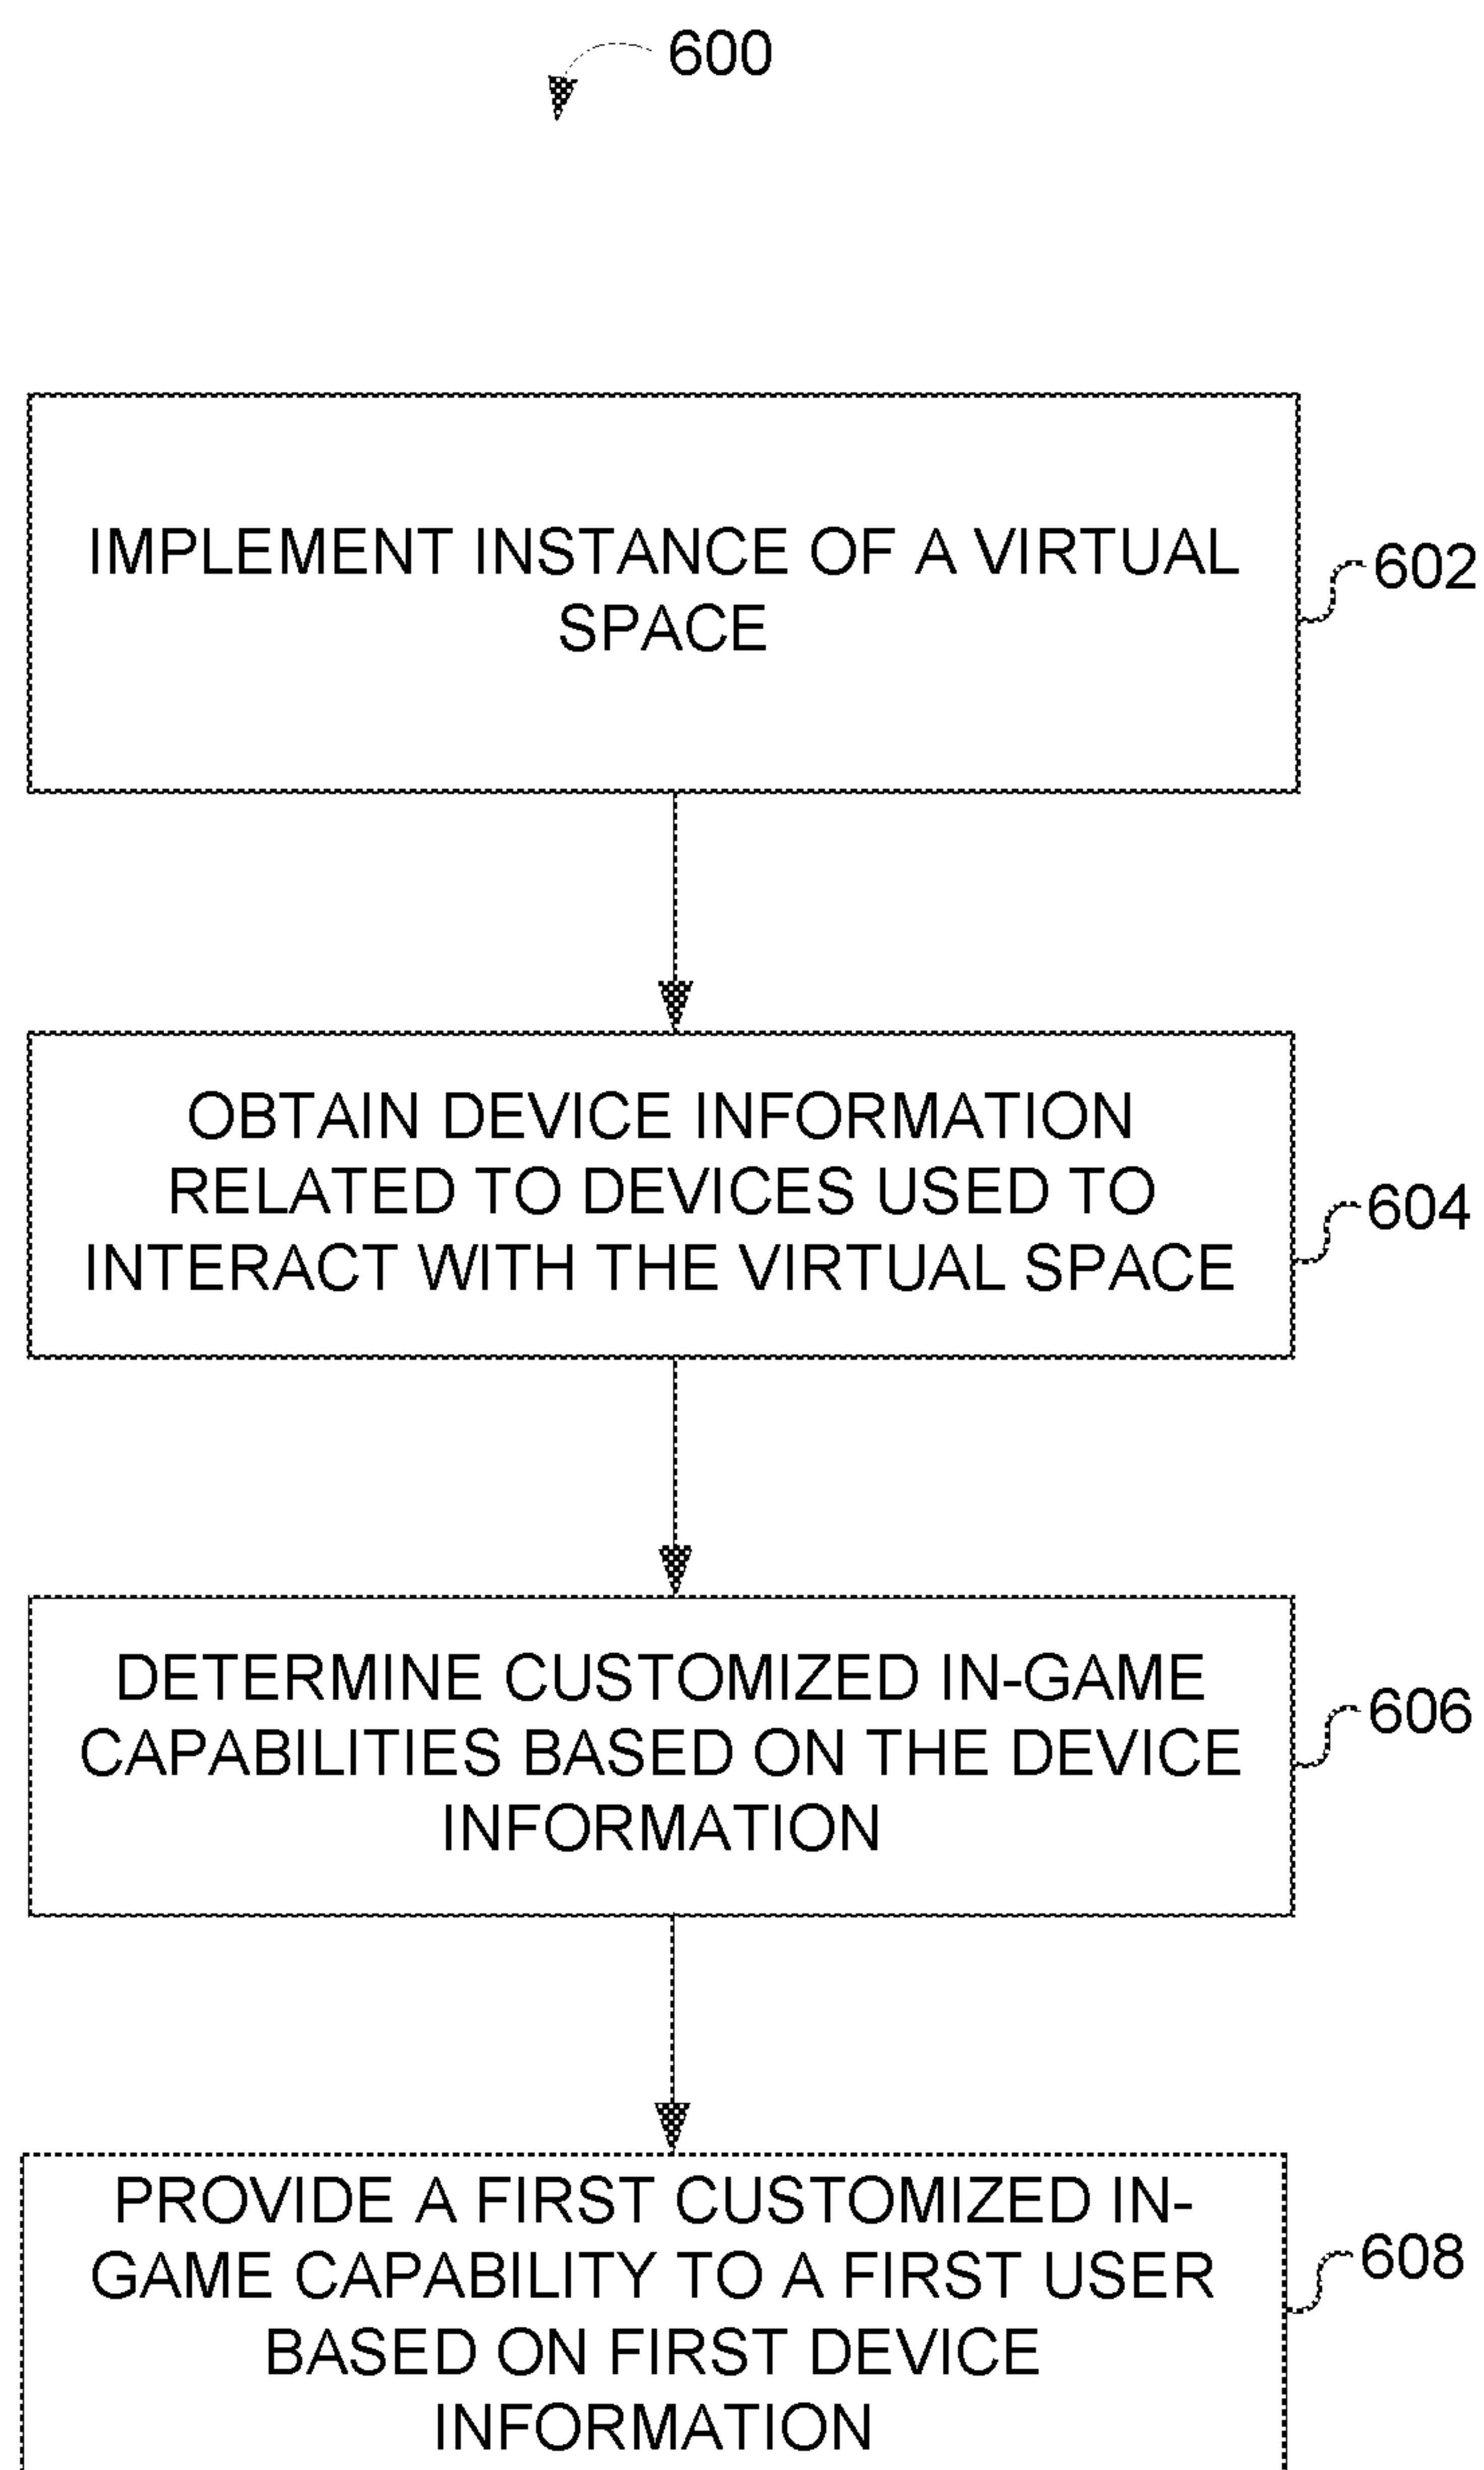 600
IMPLEMENT INSTANCE OF A VIRTUAL
SPACE
602
OBTAIN DEVICE INFORMATION
RELATED TO DEVICES USED TO
INTERACT WITH THE VIRTUAL SPACE
604
DETERMINE CUSTOMIZED IN-GAME
CAPABILITIES BASED ON THE DEVICE
INFORMATION
606
PROVIDE A FIRST CUSTOMIZED IN-
GAME CAPABILITY TO A FIRST USER
BASED ON FIRST DEVICE
INFORMATION
608